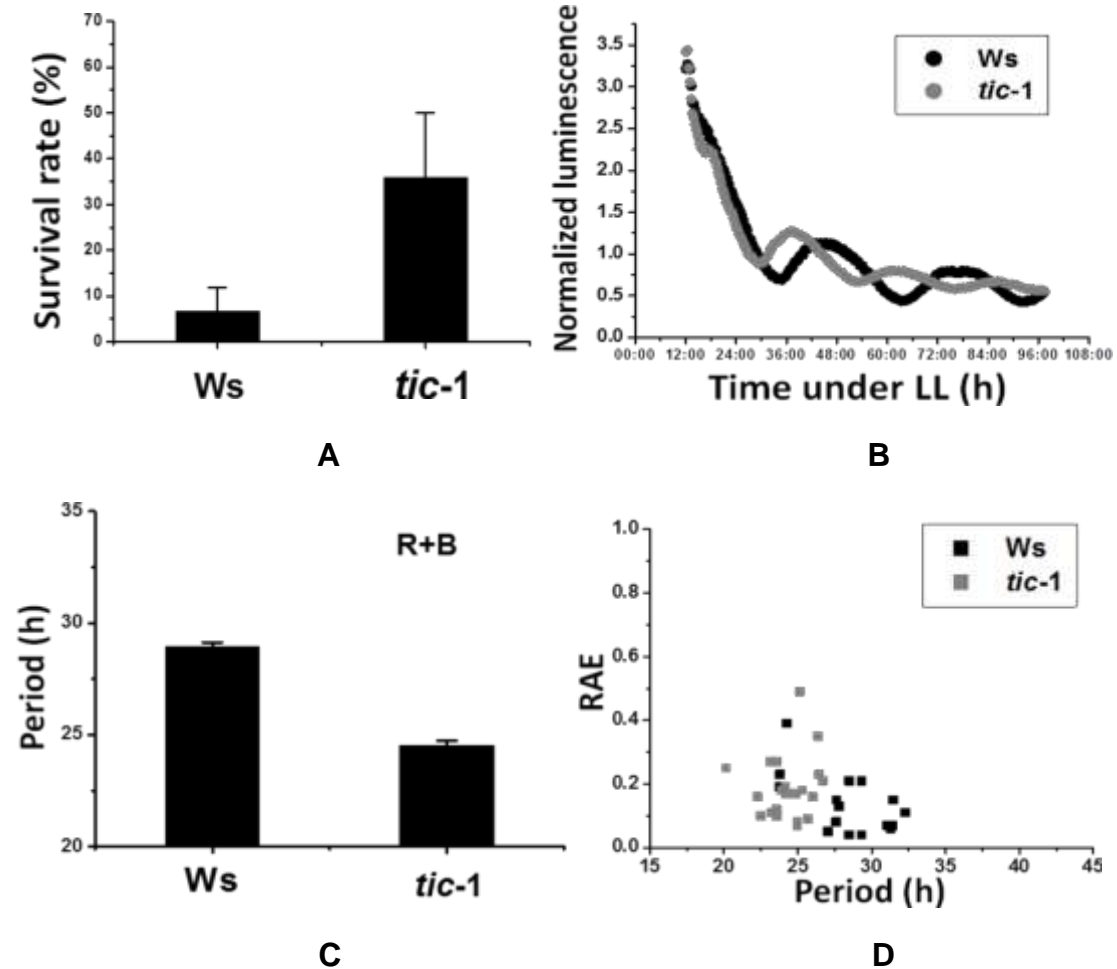 Survival rate (%)
70
60
50
40
30
20
10
0
Ws
tic-1
A
Normalized luminescence
3.5
3.0
2.5
2.0
1.5
1.0
0.5
0.0
Ws
tic-1
00:00 12:00 24:00 36:00 48:00 60:00 72:00 84:00 96:00 108:00
Time under LL (h)
B
Period (h)
35
30
25
20
R+B
Ws
tic-1
C
RAE
1.0
0.8
0.6
0.4
0.2
0.0
Ws
tic-1
15 20 25 30 35 40 45
Period (h)
D